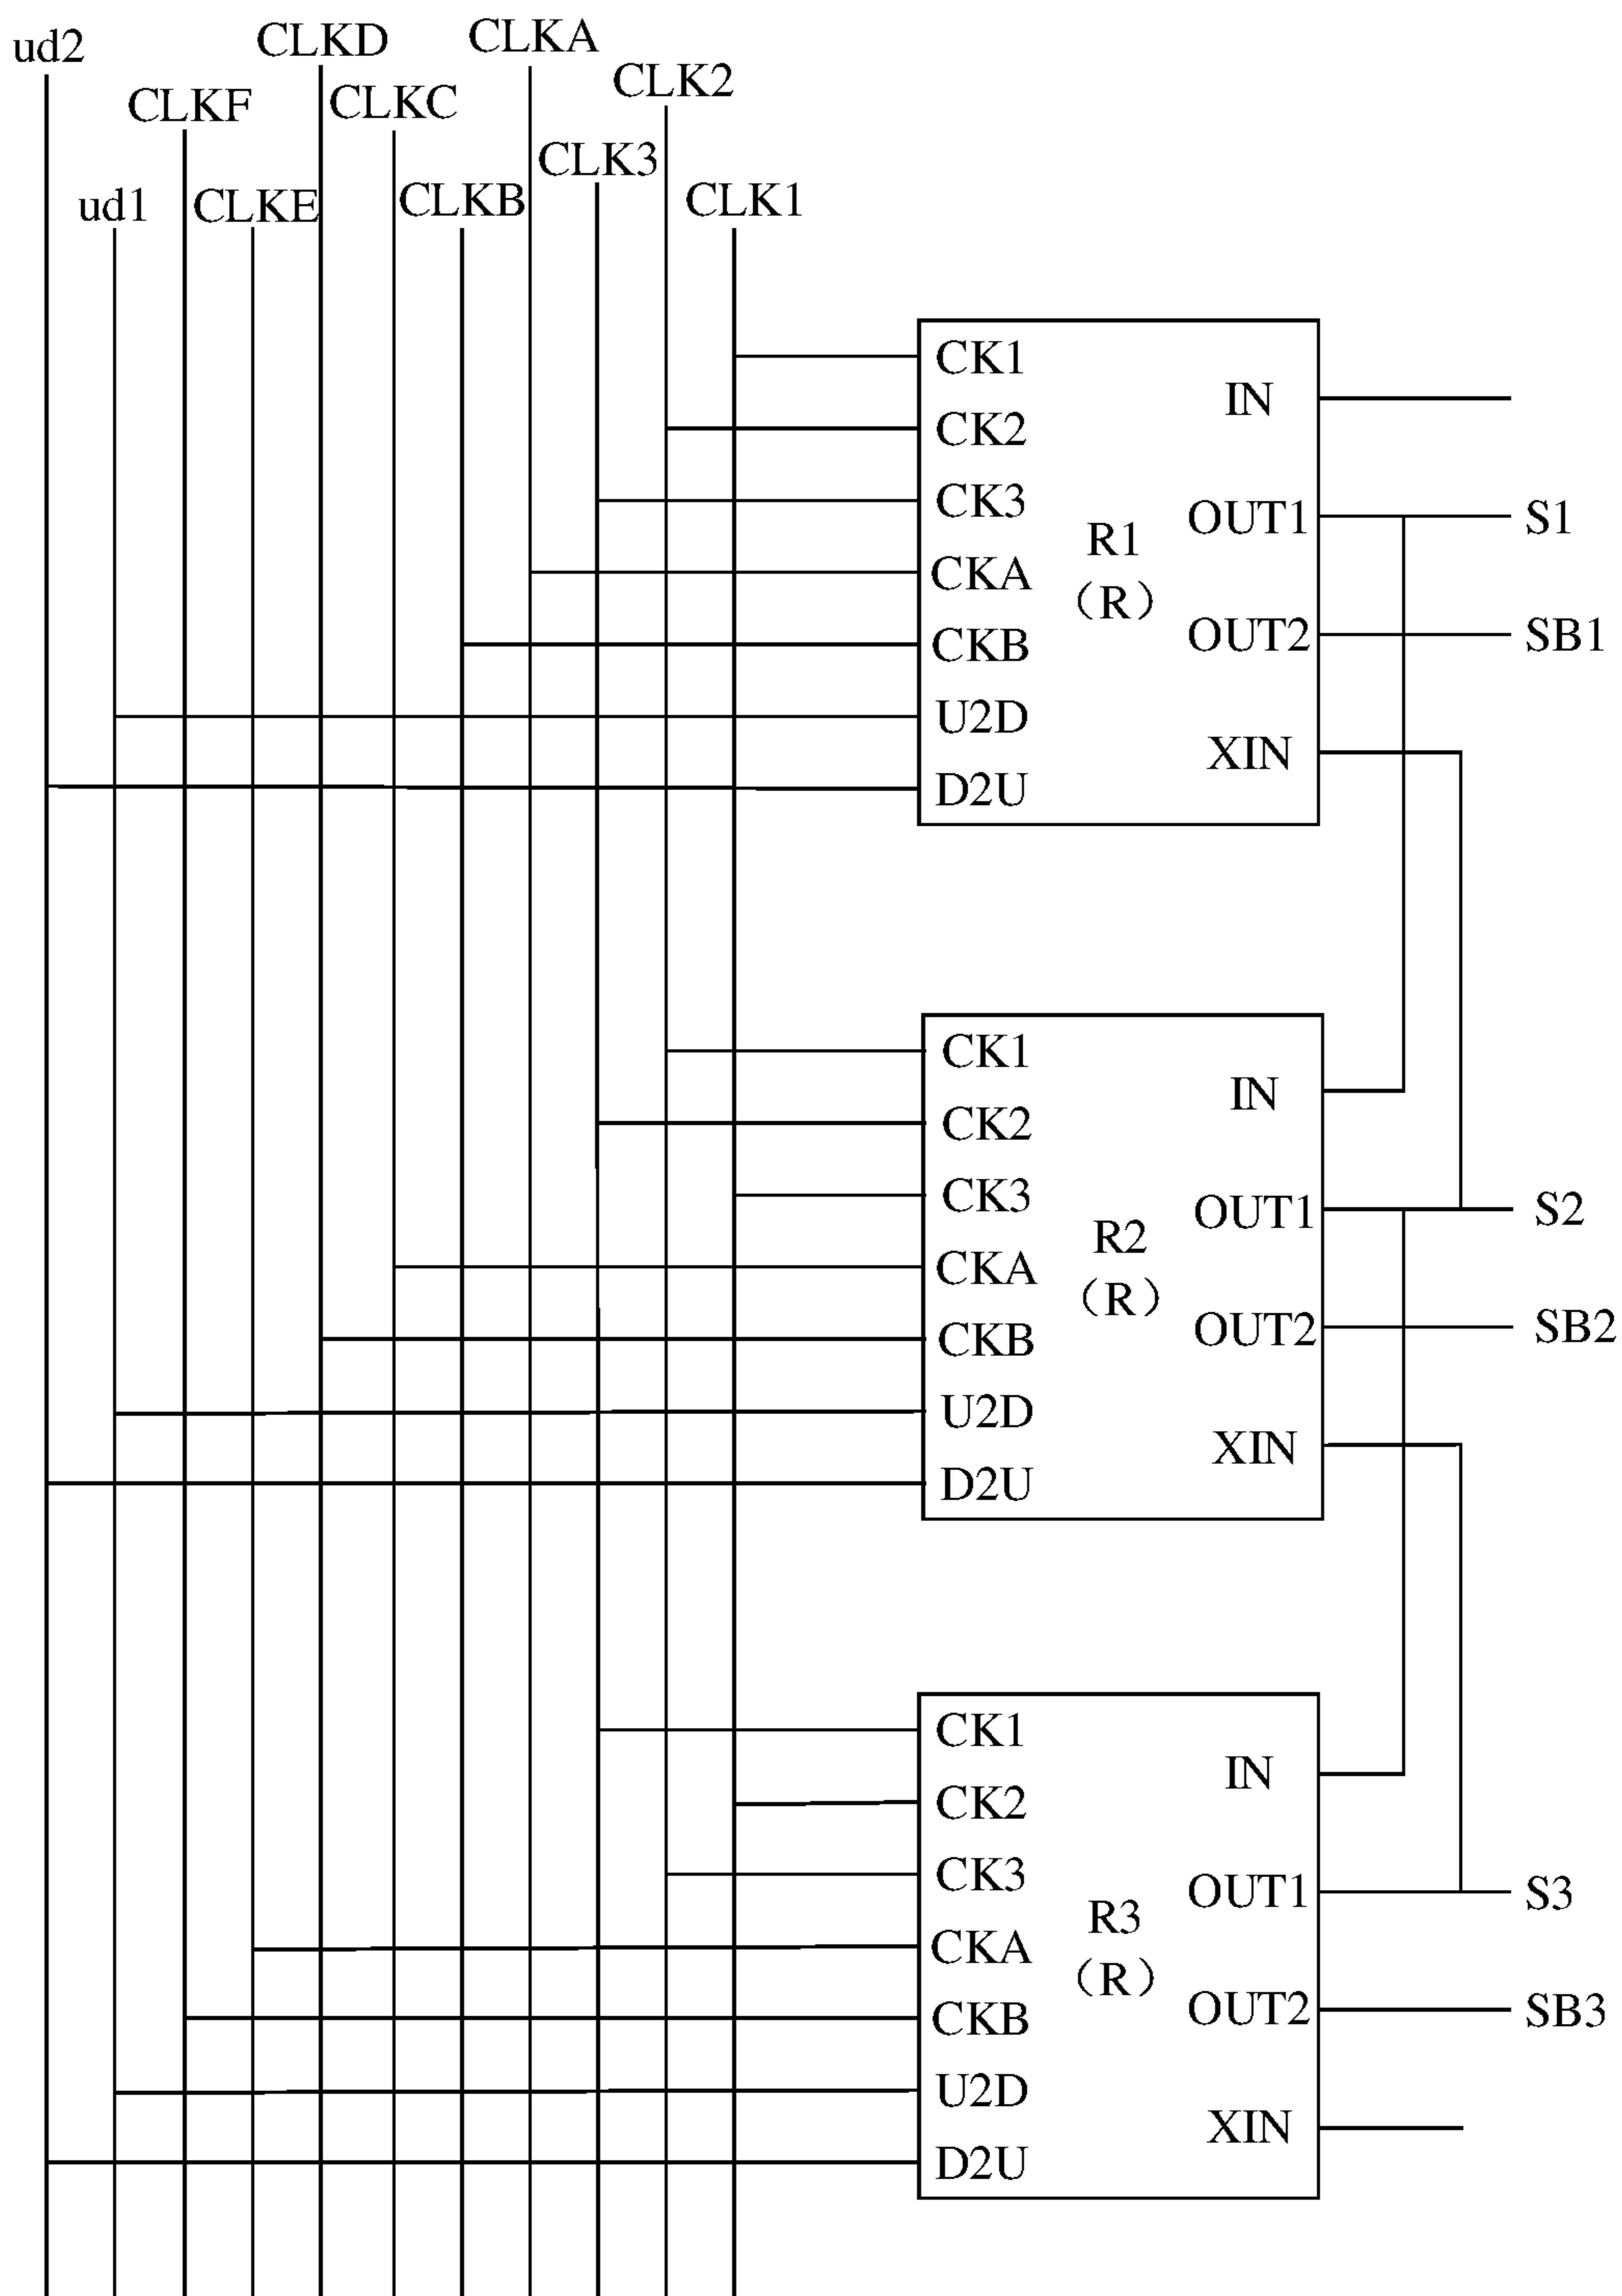 ud2
CLKD
CLKA
CLKF
CLKC
CLK2
CLK3
ud1
CLKE
CLKB
CLK1
CK1
CK2
CK3
CKA
CKB
U2D
D2U
R1
(R)
IN
OUT1
OUT2
XIN
S1
SB1
CK1
CK2
CK3
CKA
CKB
U2D
D2U
R2
(R)
IN
OUT1
OUT2
XIN
S2
SB2
CK1
CK2
CK3
CKA
CKB
U2D
D2U
R3
(R)
IN
OUT1
OUT2
XIN
S3
SB3